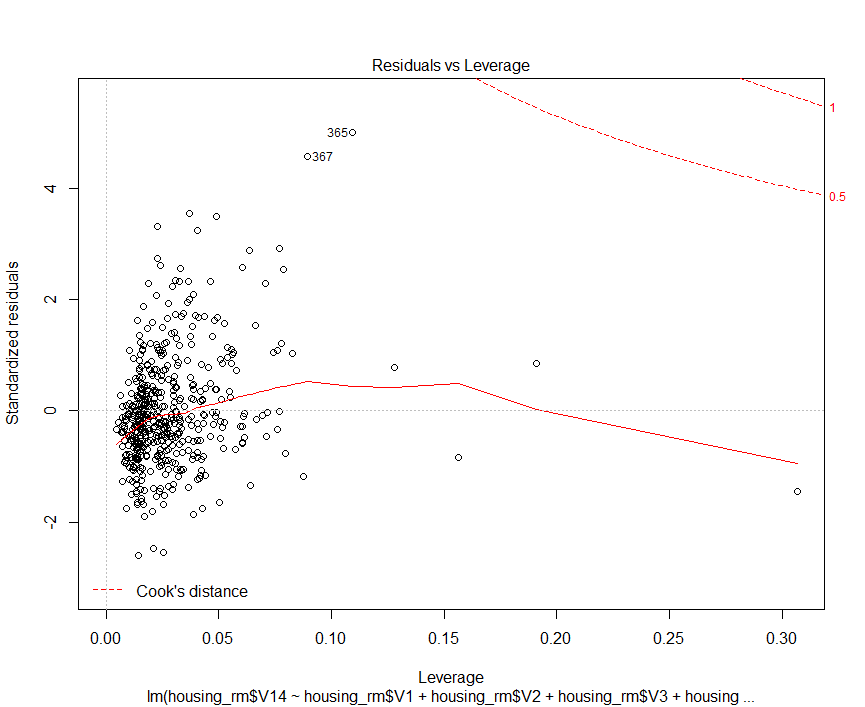 Residuals vs Leverage
1
365
367
0.5
4
2
0
-2
Standardized residuals
Cook's distance
0.00 0.05 0.10 0.15 0.20 0.25 0.30
Leverage
lm(housing_rm$V14 ~ housing_rm$V1 + housing_rm$V2 + housing_rm$V3 + housing ...